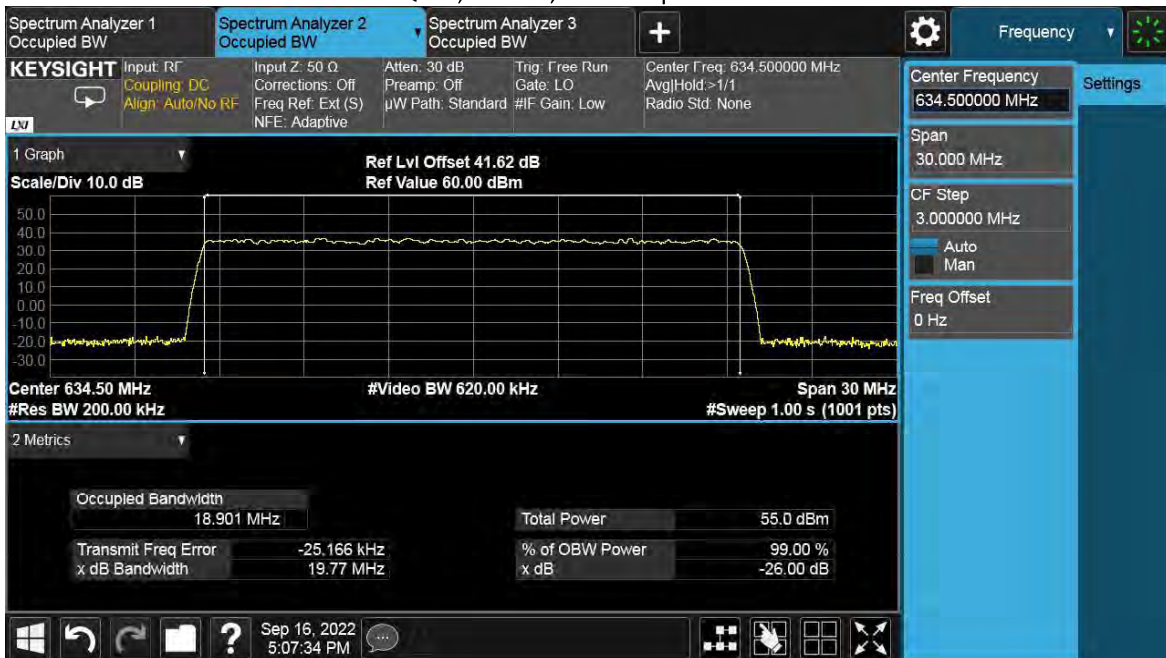 Spectrum Analyzer 1
Occupied BW
Spectrum Analyzer 2
Occupied BW
Spectrum Analyzer 3
Occupied BW
+
Frequency
KEYSIGHT
LXI
Input: RF
Coupling: DC
Align: Auto/No RF
Input Z: 50 Ω
Corrections: Off
Freq Ref: Ext (S)
NFE: Adaptive
Atten: 30 dB
Preamp: Off
µW Path: Standard
Trig: Free Run
Gate: LO
#IF Gain: Low
Center Freq: 634.500000 MHz
Avg|Hold:>1/1
Radio Std: None
Center Frequency
634.500000 MHz
Settings
Span
30.000 MHz
CF Step
3.000000 MHz
Auto
Man
Freq Offset
0 Hz
1 Graph
Scale/Div 10.0 dB
Ref Lvl Offset 41.62 dB
Ref Value 60.00 dBm
50.0
40.0
30.0
20.0
10.0
0.00
-10.0
-20.0
-30.0
Center 634.50 MHz
#Video BW 620.00 kHz
Span 30 MHz
#Res BW 200.00 kHz
#Sweep 1.00 s (1001 pts)
2 Metrics
Occupied Bandwidth
18.901 MHz
Total Power 55.0 dBm
Transmit Freq Error -25.166 kHz
% of OBW Power 99.00 %
x dB Bandwidth 19.77 MHz
x dB -26.00 dB
?
Sep 16, 2022
5:07:34 PM